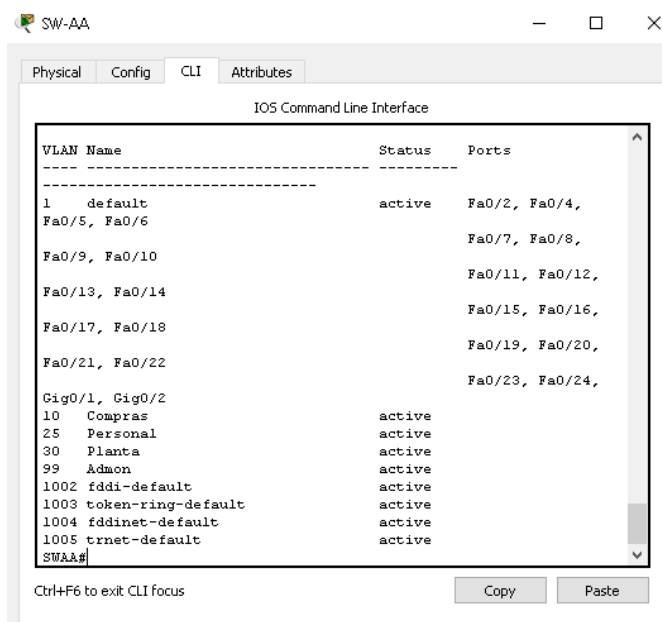 SW-AA
Physical Config CLI Attributes
IOS Command Line Interface
VLAN Name Status Ports
---- -------------------------------- ---------
-------------------------------
1 default active Fa0/2, Fa0/4,
Fa0/5, Fa0/6
Fa0/7, Fa0/8,
Fa0/9, Fa0/10
Fa0/11, Fa0/12,
Fa0/13, Fa0/14
Fa0/15, Fa0/16,
Fa0/17, Fa0/18
Fa0/19, Fa0/20,
Fa0/21, Fa0/22
Fa0/23, Fa0/24,
Gig0/1, Gig0/2
10 Compras active
25 Personal active
30 Planta active
99 Admon active
1002 fddi-default active
1003 token-ring-default active
1004 fddinet-default active
1005 trnet-default active
SWAA#
Ctrl+F6 to exit CLI focus
Copy Paste